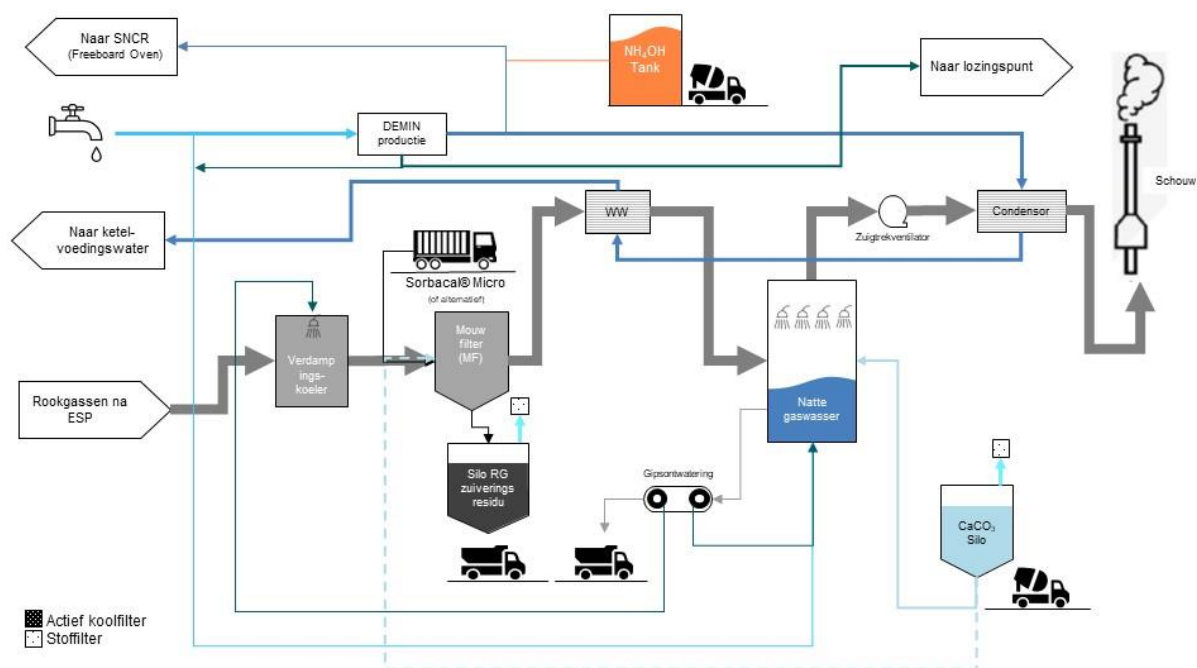 Naar SNCR
(Freeboard Oven)
NH₄OH
Tank
Naar lozingspunt
DEMIN
productie
Schouw
Naar ketel-
voedingswater
WW
Zuigtrekventilator
Condensor
Sorbacal® Micro
(of alternatief)
Mouw
filter
(MF)
Verdamp
ings-
koeler
Rookgassen na
ESP
Natte
gaswasser
Silo RG
zuiverings
residu
Gipsontwatering
CaCO₃
Silo
Actief koolfilter
Stoffilter